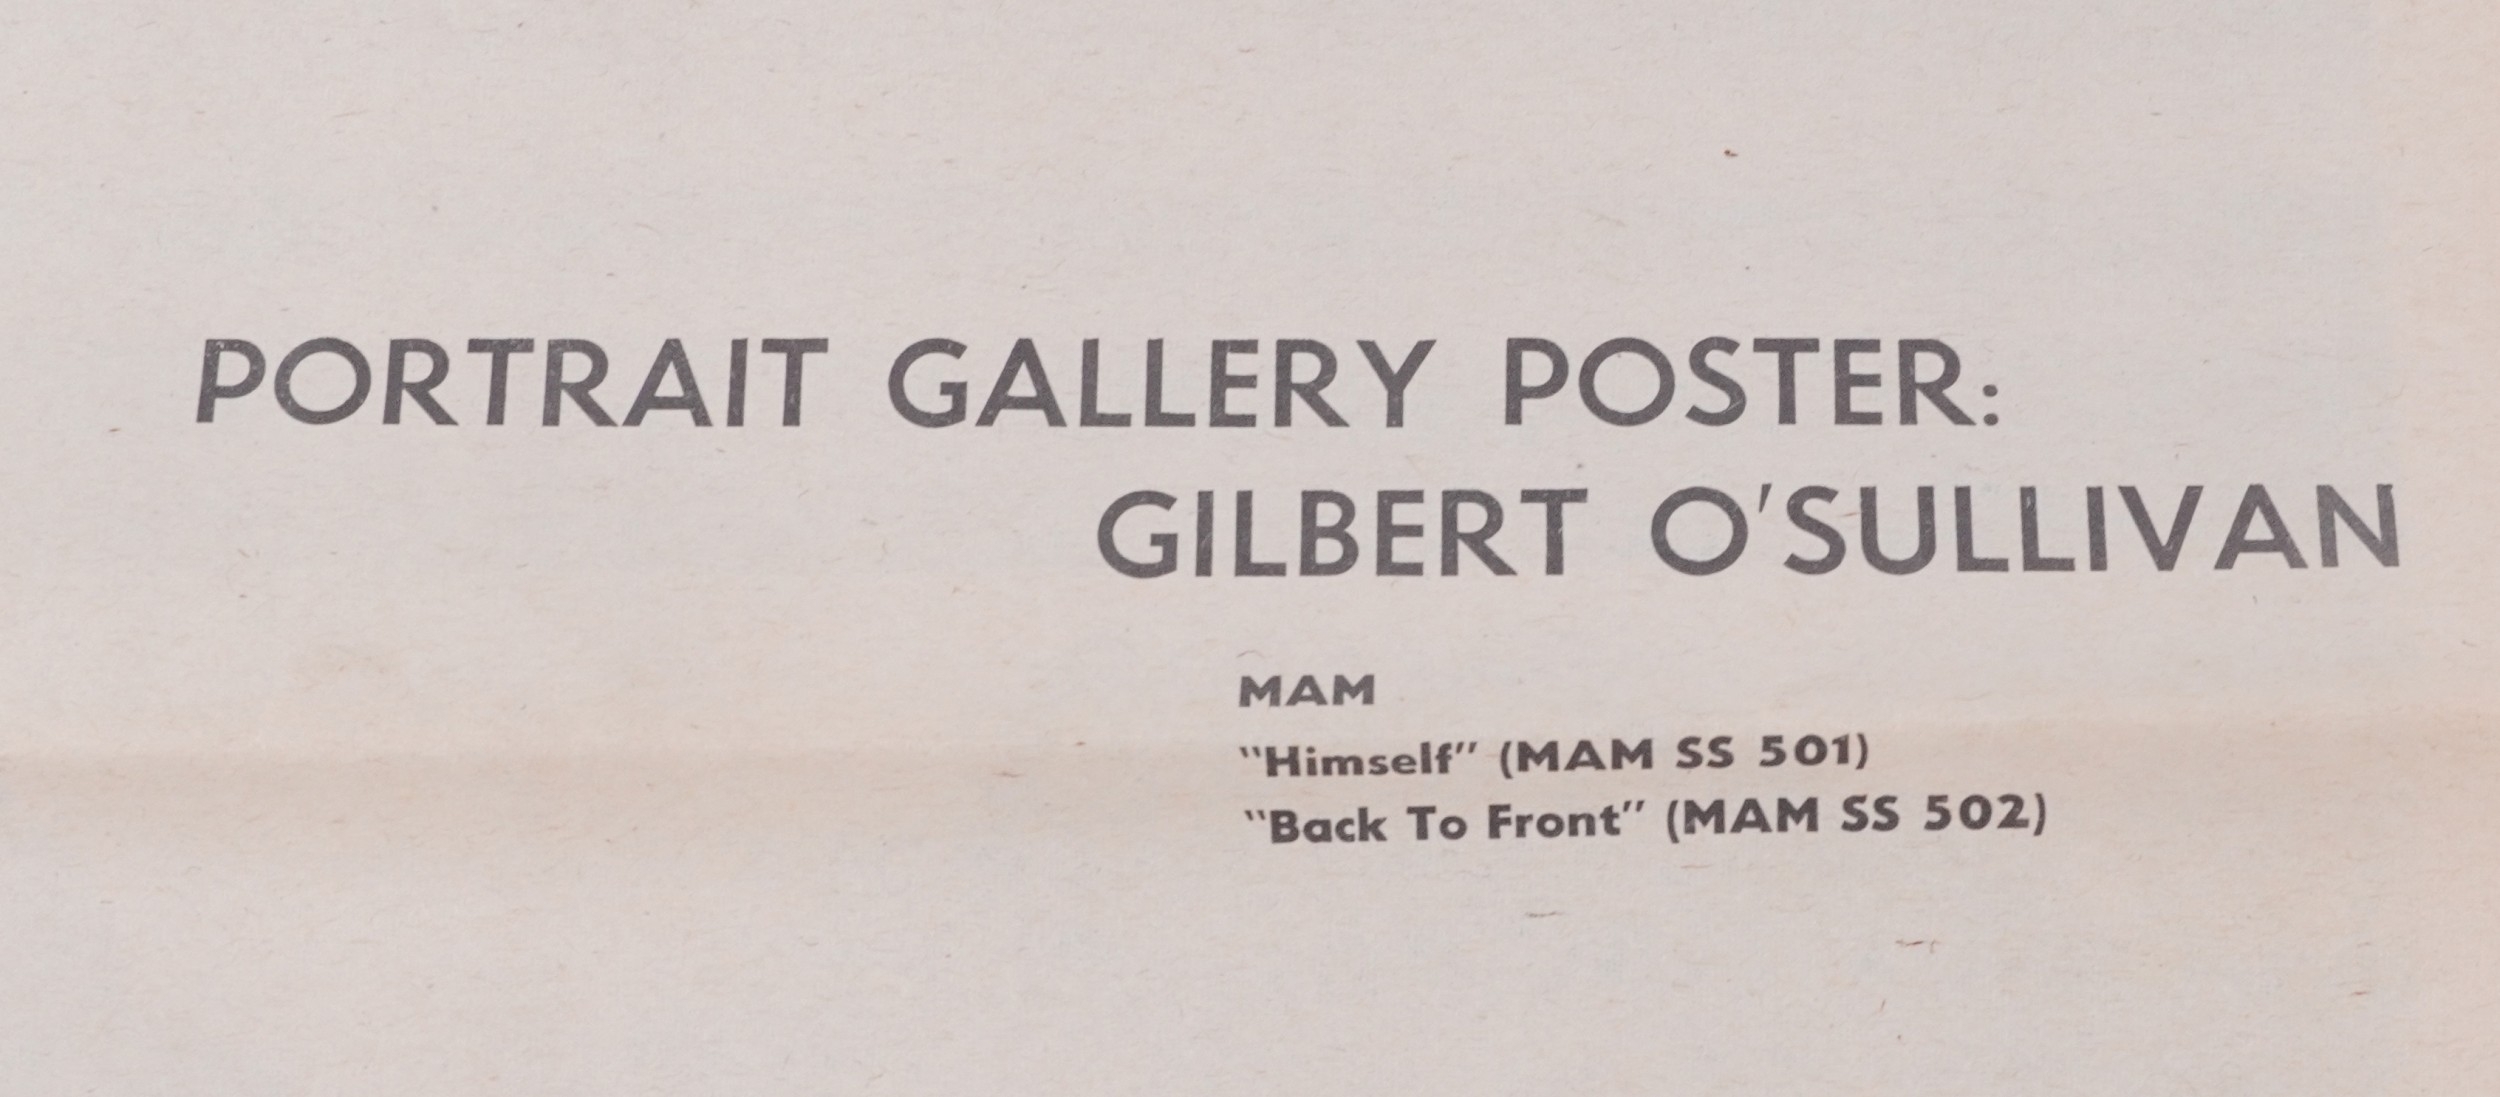 PORTRAIT GALLERY POSTER:
GILBERT O'SULLIVAN
MAM
"Himself" (MAM SS 501)
"Back To Front" (MAM SS 502)